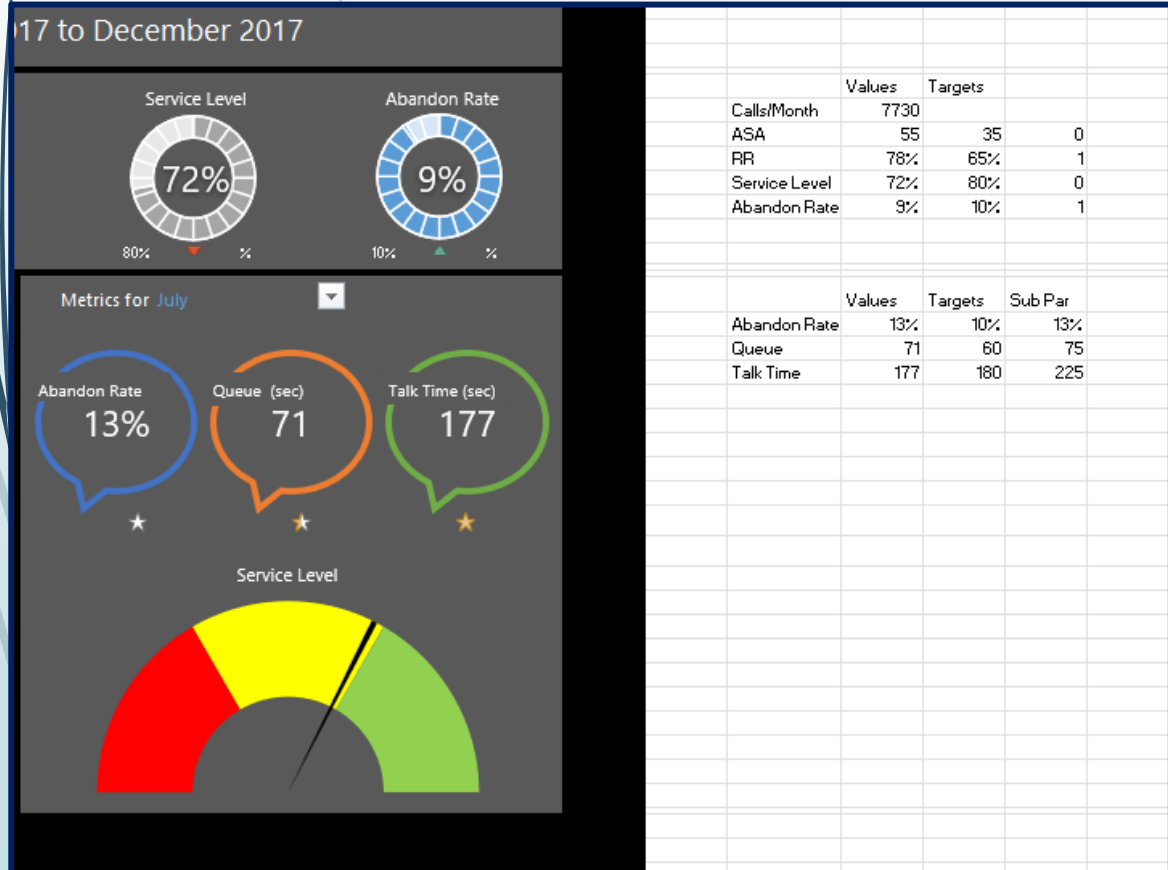 17 to December 2017
Service Level
Abandon Rate
72%
9%
80%
%
10%
%
Metrics for July
Abandon Rate
13%
Queue (sec)
71
Talk Time (sec)
177
Service Level
Values Targets
Calls/Month 7730
ASA 55 35 0
RR 78% 65% 1
Service Level 72% 80% 0
Abandon Rate 9% 10% 1
Values Targets Sub Par
Abandon Rate 13% 10% 13%
Queue 71 60 75
Talk Time 177 180 225